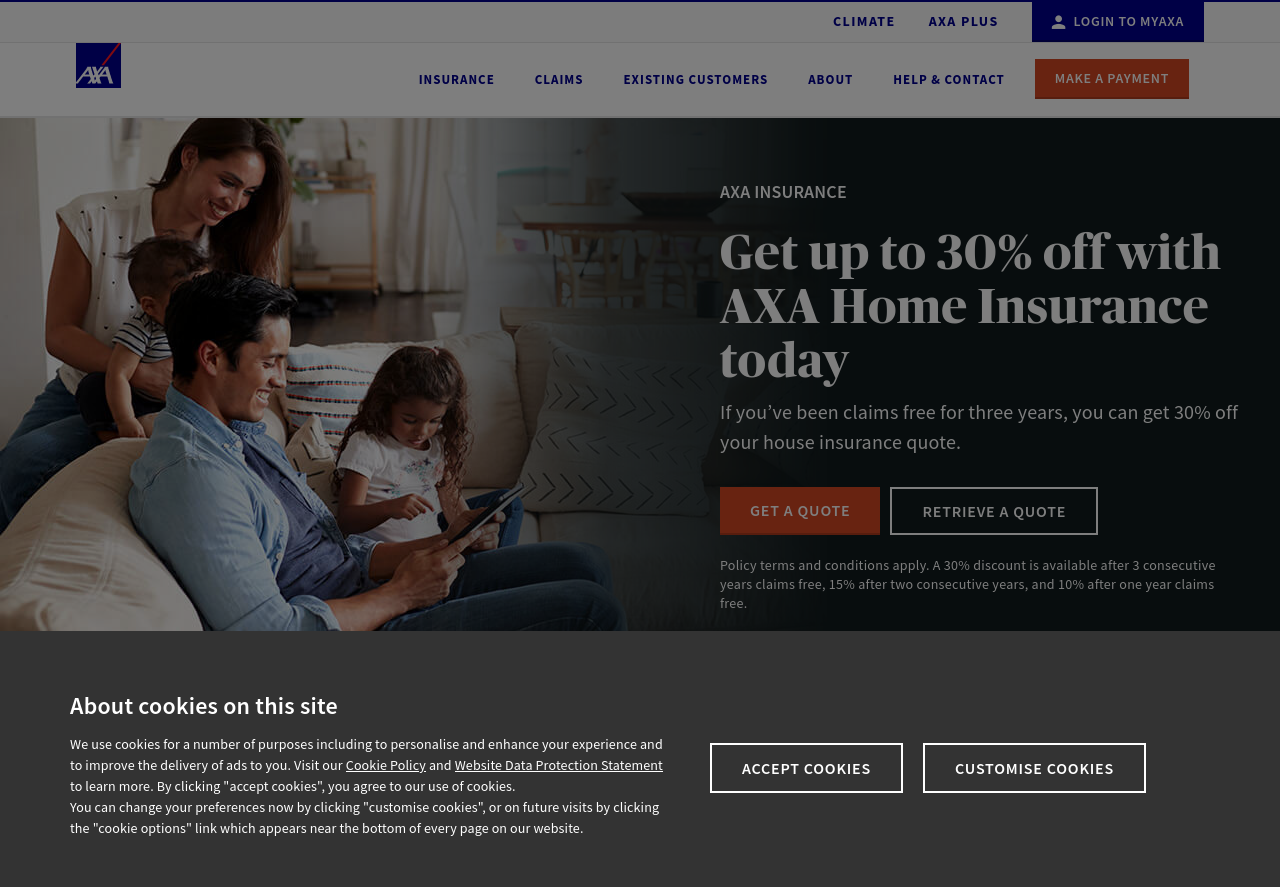 CLIMATE
AXA PLUS
LOGIN TO MYAXA
AXA
INSURANCE
CLAIMS
EXISTING CUSTOMERS
ABOUT
HELP & CONTACT
MAKE A PAYMENT
AXA INSURANCE
Get up to 30% off with
AXA Home Insurance
today
If you’ve been claims free for three years, you can get 30% off
your house insurance quote.
GET A QUOTE
RETRIEVE A QUOTE
Policy terms and conditions apply. A 30% discount is available after 3 consecutive
years claims free, 15% after two consecutive years, and 10% after one year claims
free.
About cookies on this site
We use cookies for a number of purposes including to personalise and enhance your experience and
to improve the delivery of ads to you. Visit our Cookie Policy and Website Data Protection Statement
to learn more. By clicking "accept cookies", you agree to our use of cookies.
You can change your preferences now by clicking "customise cookies", or on future visits by clicking
the "cookie options" link which appears near the bottom of every page on our website.
ACCEPT COOKIES
CUSTOMISE COOKIES